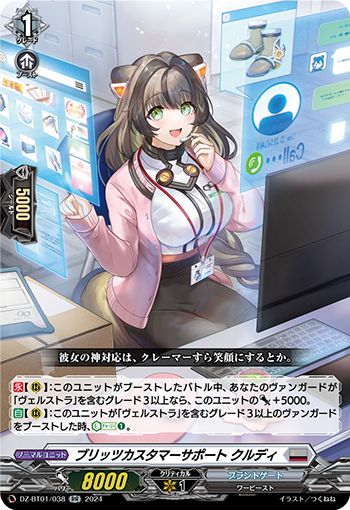 グレード
1
ブースト
5000
シールド
Call...
彼女の神対応は、クレーマーすら笑顔にするとか。
永【R】:このユニットがブーストしたバトル中、あなたのヴァンガードが
「ヴェルストラ」を含むグレード3以上なら、このユニットの+5000。
自【R】:このユニットが「ヴェルストラ」を含むグレード3以上のヴァンガード
をブーストした時、【CC1】。
ノーマルユニット
ブリッツカスタマーサポート クルディ
パワー
8000
クリティカル
1
ブラントゲート
ワービースト
DZ-BT01/038
RR
2024
イラスト/つくねね